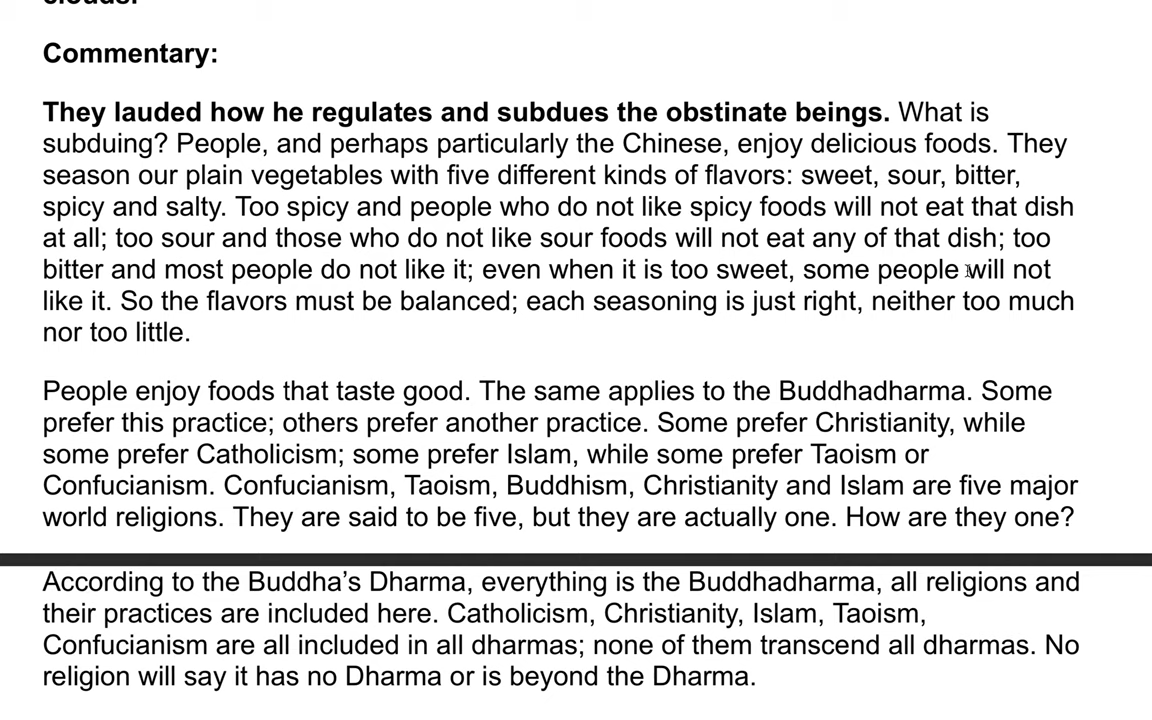 clouds.
Commentary:
They lauded how he regulates and subdues the obstinate beings. What is
subduing? People, and perhaps particularly the Chinese, enjoy delicious foods. They
season our plain vegetables with five different kinds of flavors: sweet, sour, bitter,
spicy and salty. Too spicy and people who do not like spicy foods will not eat that dish
at all; too sour and those who do not like sour foods will not eat any of that dish; too
bitter and most people do not like it; even when it is too sweet, some people will not
like it. So the flavors must be balanced; each seasoning is just right, neither too much
nor too little.
People enjoy foods that taste good. The same applies to the Buddhadharma. Some
prefer this practice; others prefer another practice. Some prefer Christianity, while
some prefer Catholicism; some prefer Islam, while some prefer Taoism or
Confucianism. Confucianism, Taoism, Buddhism, Christianity and Islam are five major
world religions. They are said to be five, but they are actually one. How are they one?
According to the Buddha’s Dharma, everything is the Buddhadharma, all religions and
their practices are included here. Catholicism, Christianity, Islam, Taoism,
Confucianism are all included in all dharmas; none of them transcend all dharmas. No
religion will say it has no Dharma or is beyond the Dharma.